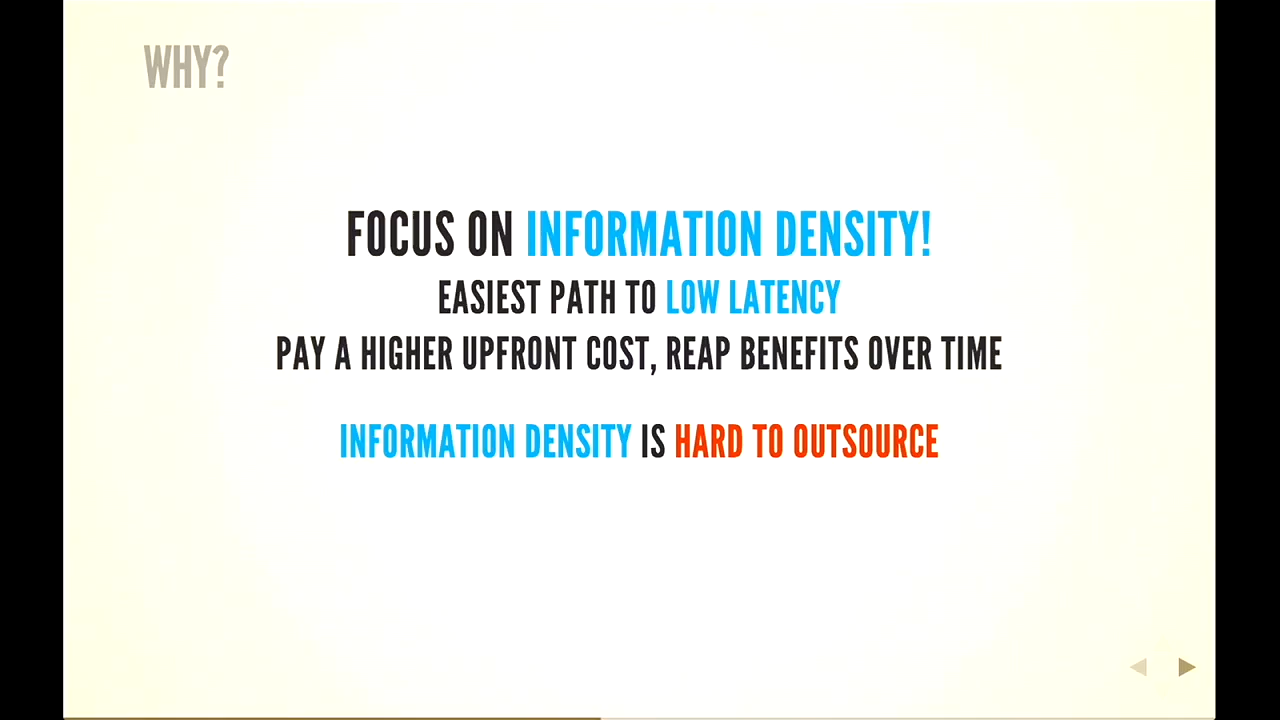 WHY?
FOCUS ON INFORMATION DENSITY!
EASIEST PATH TO LOW LATENCY
PAY A HIGHER UPFRONT COST, REAP BENEFITS OVER TIME
INFORMATION DENSITY IS HARD TO OUTSOURCE